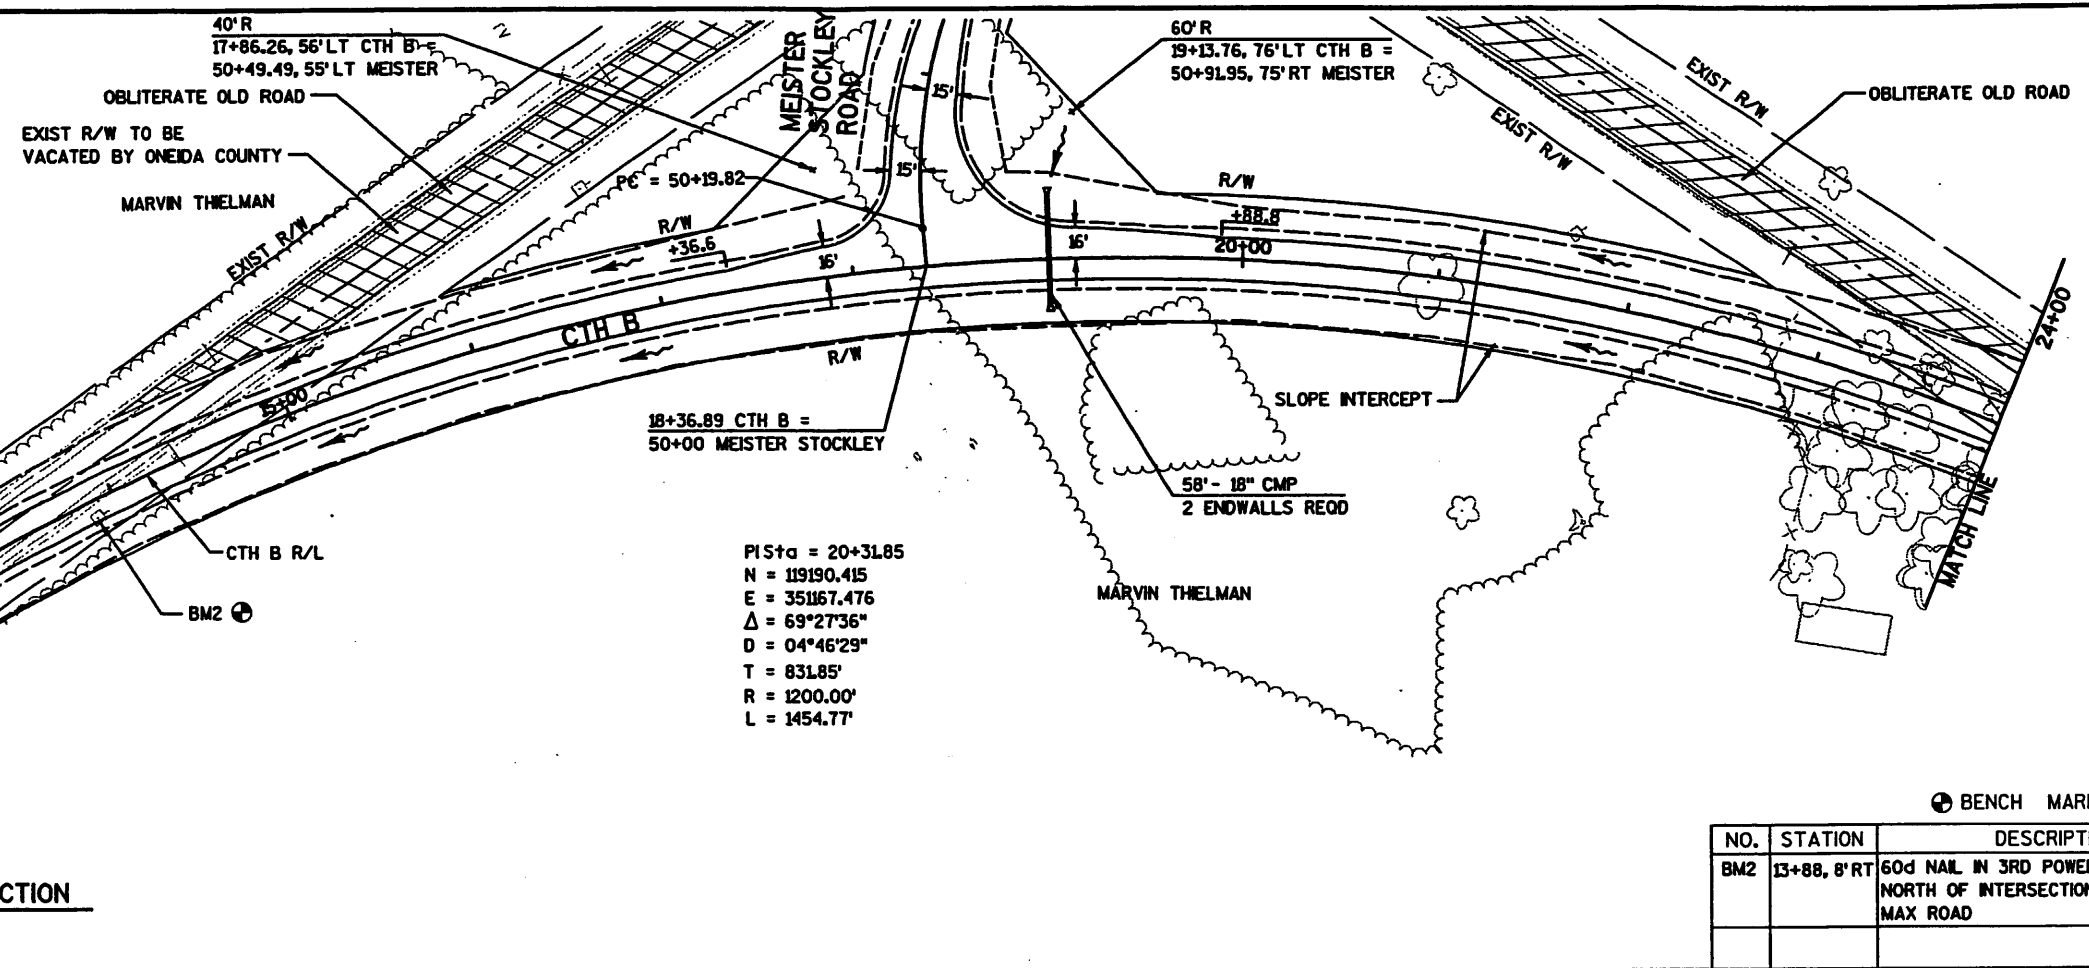 40' R
17+86.26, 56' LT CTH B =
50+49.49, 55' LT MEISTER
OBLITERATE OLD ROAD
EXIST R/W TO BE
VACATED BY ONEIDA COUNTY
MARVIN THIELMAN
EXIST R/W
MEISTER
STOCKLEY
ROAD
PC = 50+19.82
R/W
+36.6
15'
15'
16'
60' R
19+13.76, 76' LT CTH B =
50+91.95, 75' RT MEISTER
R/W
+88.8
20+00
16'
EXIST R/W
EXIST R/W
OBLITERATE OLD ROAD
24+00
MATCH LINE
CTH B
R/W
15+00
18+36.89 CTH B =
50+00 MEISTER STOCKLEY
SLOPE INTERCEPT
58' - 18" CMP
2 ENDWALLS REQD
CTH B R/L
BM2
PI Sta = 20+31.85
N = 119190.415
E = 351167.476
Δ = 69°27'36"
D = 04°46'29"
T = 831.85'
R = 1200.00'
L = 1454.77'
MARVIN THIELMAN
BENCH MAR
NO. STATION DESCRIPT
BM2 13+88, 8' RT 60d NAIL IN 3RD POWE
NORTH OF INTERSECTION
MAX ROAD
CTION